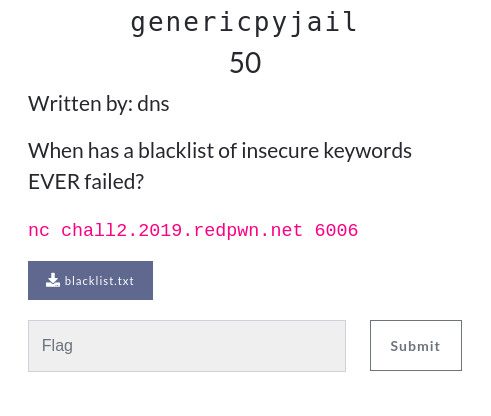 genericpyjail
50
Written by: dns
When has a blacklist of insecure keywords
EVER failed?
nc chall2.2019.redpwn.net 6006
blacklist.txt
Flag
Submit